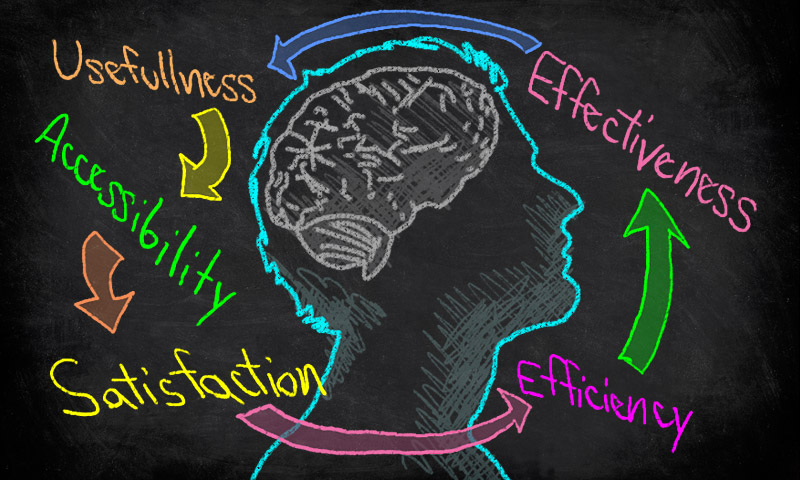 Usefullness
Effectiveness
Accessibility
Satisfaction
Efficiency